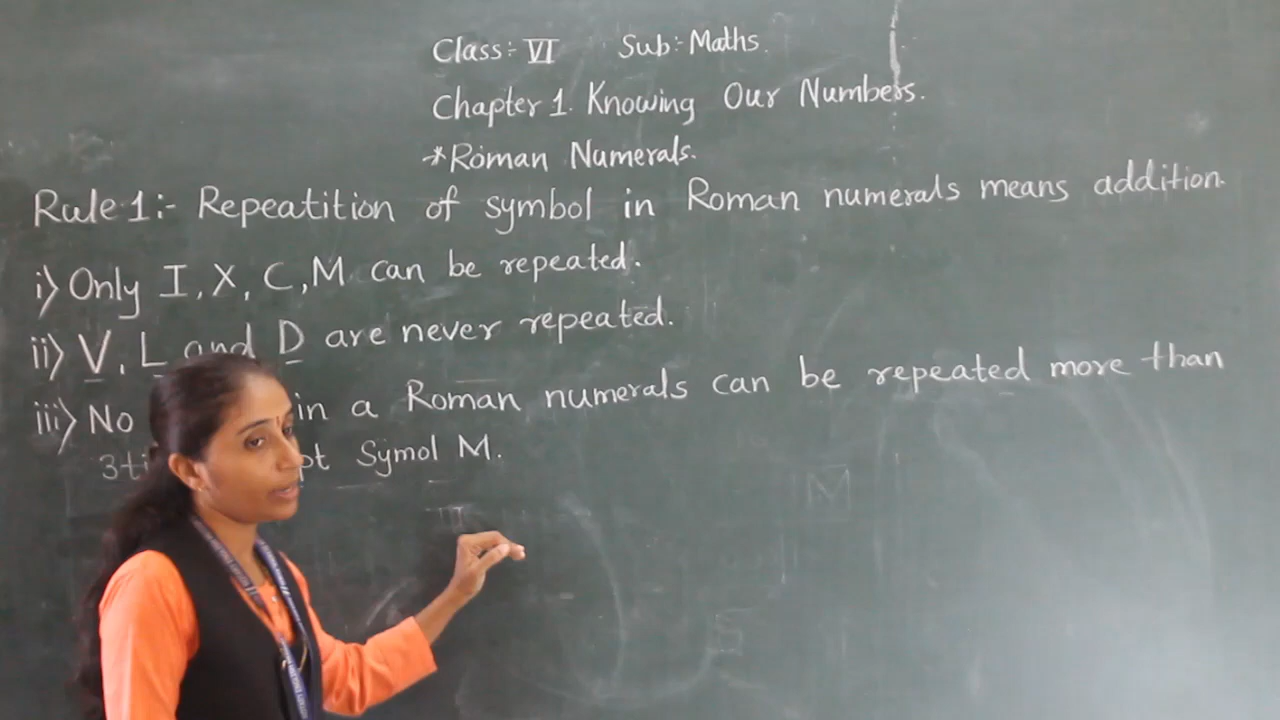 Class:- VI Sub:- Maths.
Chapter 1. Knowing Our Numbers.
*Roman Numerals.
Rule 1:- Repeatition of symbol in Roman numerals means addition.
i) Only I, X, C, M can be repeated.
ii) V, L and D are never repeated.
iii) No in a Roman numerals can be repeated more than
Symol M.